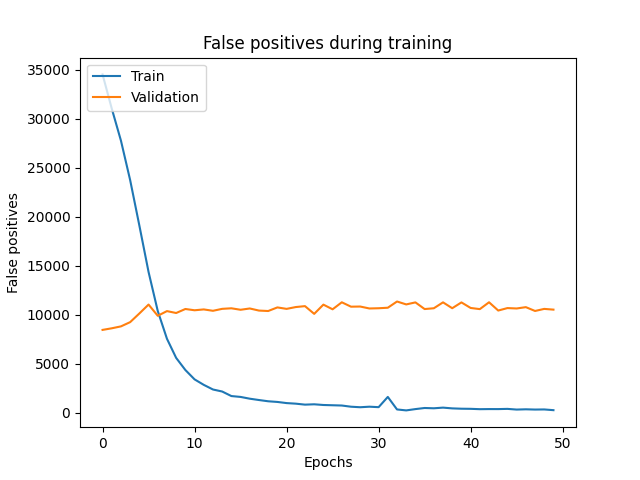 False positives during training
Train
Validation
False positives
35000
30000
25000
20000
15000
10000
5000
0
0 10 20 30 40 50
Epochs